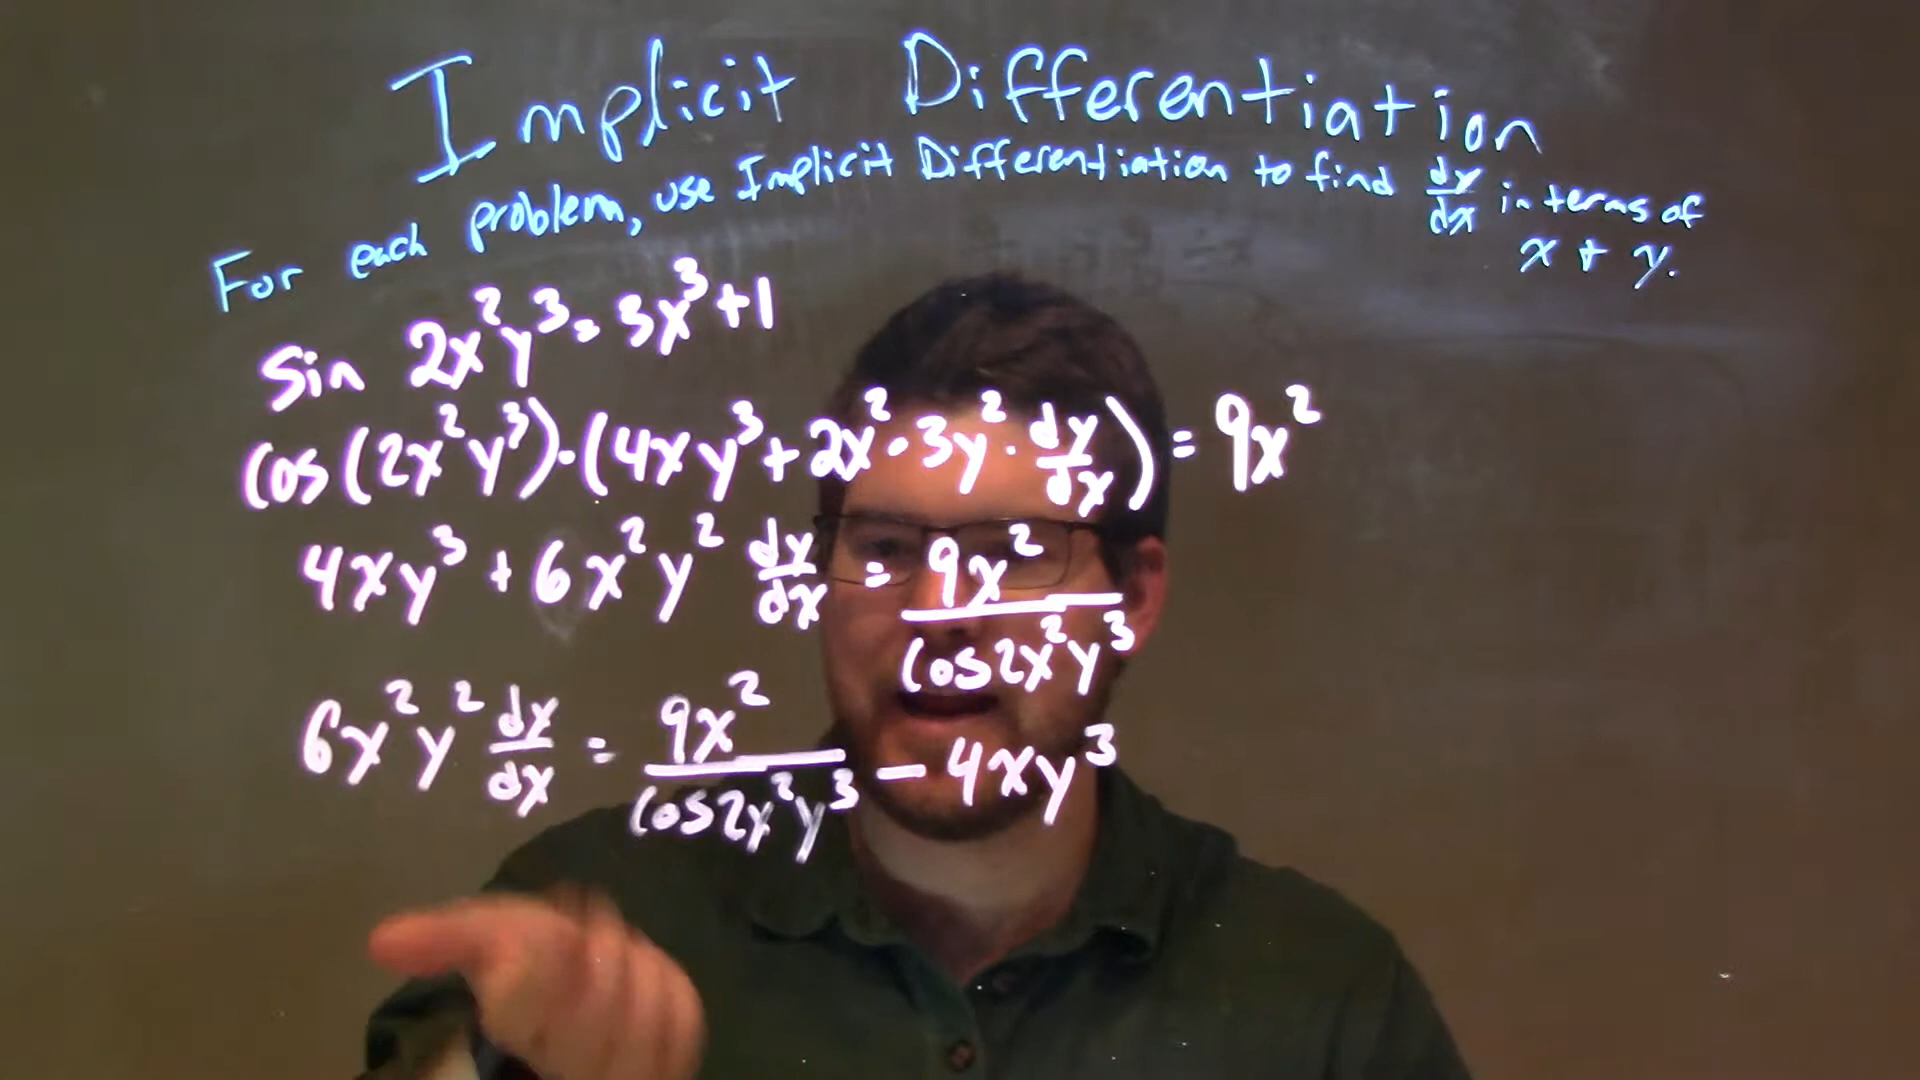 Implicit Differentiation
For each problem, use Implicit Differentiation to find dy/dx in terms of
x + y.
Sin 2x²y³ = 3x³+1
Cos(2x²y³)·(4xy³+2x²·3y²·dy/dx) = 9x²
4xy³ + 6x²y² dy/dx = 9x²/Cos2x²y³
6x²y² dy/dx = 9x²/Cos2x²y³ - 4xy³